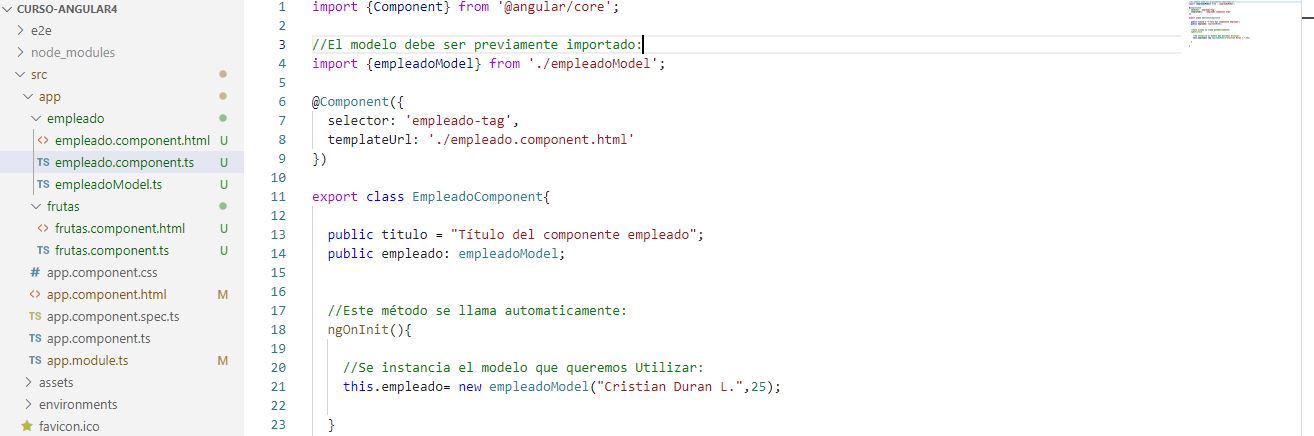 CURSO-ANGULAR4
e2e
node_modules
src
app
empleado
empleado.component.html U
empleado.component.ts U
empleadoModel.ts U
frutas
frutas.component.html U
frutas.component.ts U
app.component.css
app.component.html M
app.component.spec.ts
app.component.ts
app.module.ts M
assets
environments
favicon.ico
1 import {Component} from '@angular/core';
2
3 //El modelo debe ser previamente importado:
4 import {empleadoModel} from './empleadoModel';
5
6 @Component({
7 selector: 'empleado-tag',
8 templateUrl: './empleado.component.html'
9 })
10
11 export class EmpleadoComponent{
12
13 public titulo = "Título del componente empleado";
14 public empleado: empleadoModel;
15
16
17 //Este método se llama automaticamente:
18 ngOnInit(){
19
20 //Se instancia el modelo que queremos Utilizar:
21 this.empleado= new empleadoModel("Cristian Duran L.",25);
22
23 }